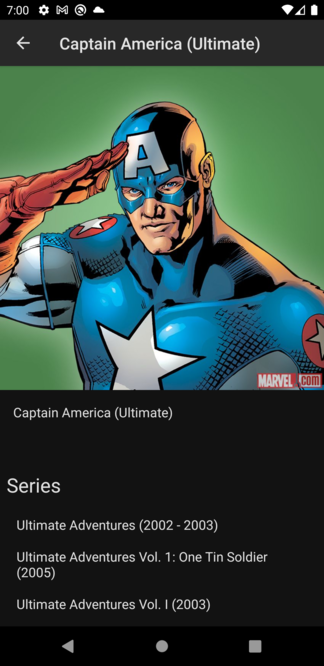 7:00
Captain America (Ultimate)
A
MARVEL.COM
Captain America (Ultimate)
Series
Ultimate Adventures (2002 - 2003)
Ultimate Adventures Vol. 1: One Tin Soldier
(2005)
Ultimate Adventures Vol. I (2003)